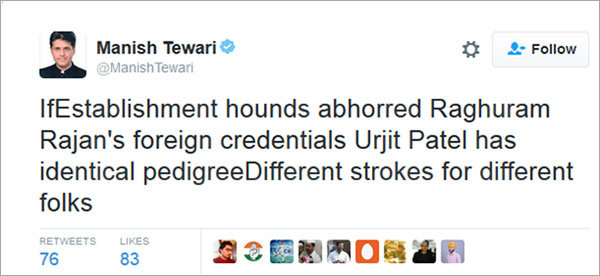 Manish Tewari
@ManishTewari
Follow
IfEstablishment hounds abhorred Raghuram
Rajan's foreign credentials Urjit Patel has
identical pedigreeDifferent strokes for different
folks
RETWEETS LIKES
76 83